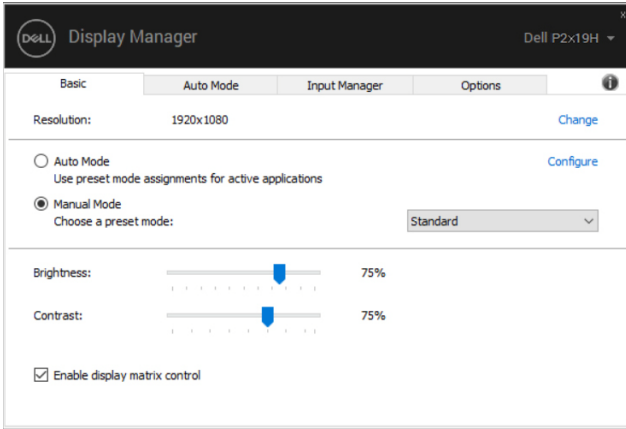 DELL Display Manager
Dell P2x19H
Basic Auto Mode Input Manager Options
Resolution: 1920x1080 Change
Auto Mode Configure
Use preset mode assignments for active applications
Manual Mode
Choose a preset mode: Standard
Brightness: 75%
Contrast: 75%
Enable display matrix control